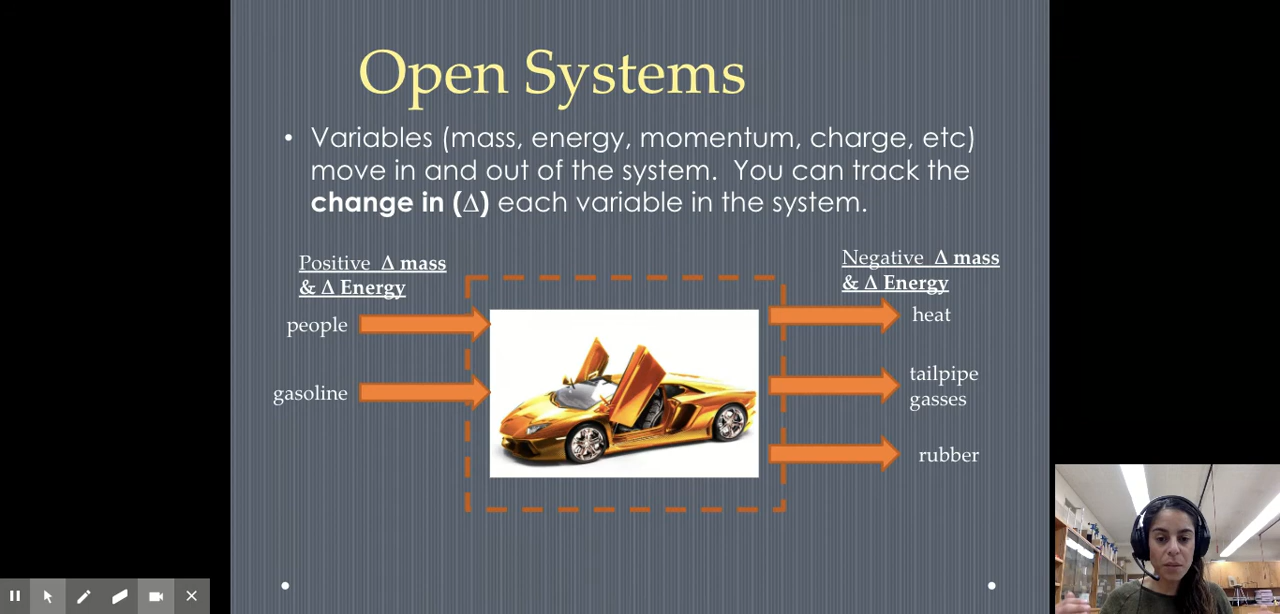 Open Systems
• Variables (mass, energy, momentum, charge, etc)
move in and out of the system.  You can track the
change in (Δ) each variable in the system.
Positive  Δ mass
& Δ Energy
people
gasoline
Negative  Δ mass
& Δ Energy
heat
tailpipe
gasses
rubber